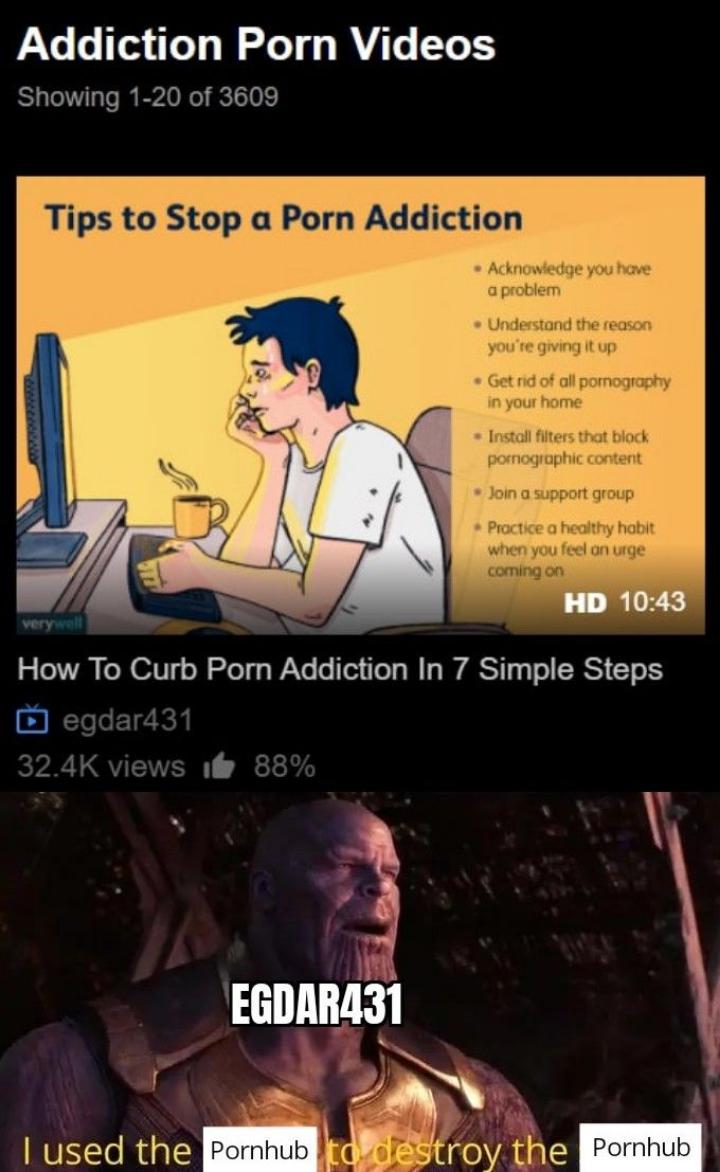 Addiction Porn Videos
Showing 1-20 of 3609
Tips to Stop a Porn Addiction
• Acknowledge you have
a problem
• Understand the reason
you're giving it up
• Get rid of all pornography
in your home
• Install filters that block
pornographic content
• Join a support group
• Practice a healthy habit
when you feel an urge
coming on
HD 10:43
verywell
How To Curb Porn Addiction In 7 Simple Steps
egdar431
32.4K views 88%
EGDAR431
I used the Pornhub to destroy the Pornhub